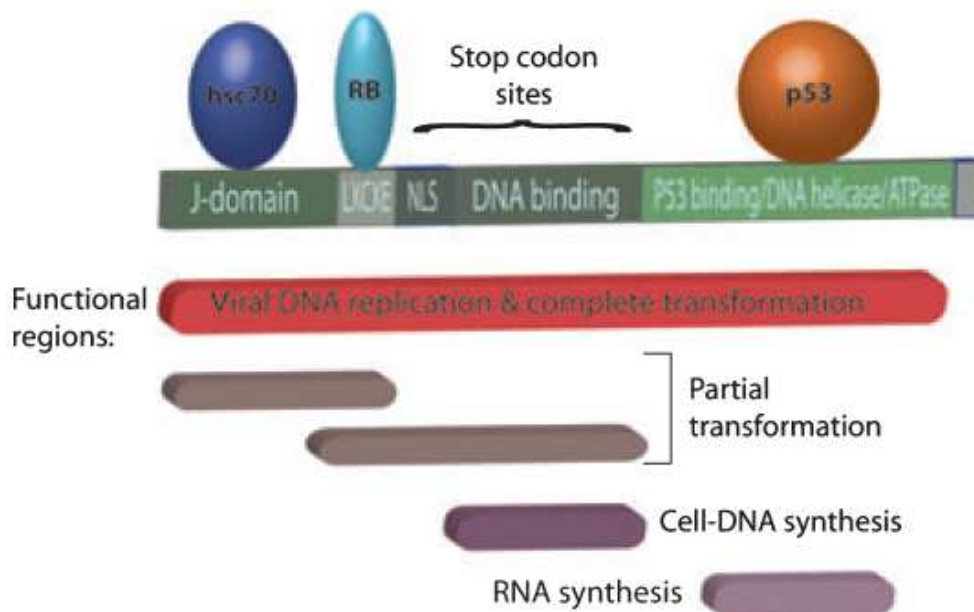 hsc70
RB
Stop codon
sites
p53
J-domain
LXCXE
NLS
DNA binding
P53 binding/DNA helicase/ATPase
Functional
regions:
Viral DNA replication & complete transformation
Partial
transformation
Cell-DNA synthesis
RNA synthesis